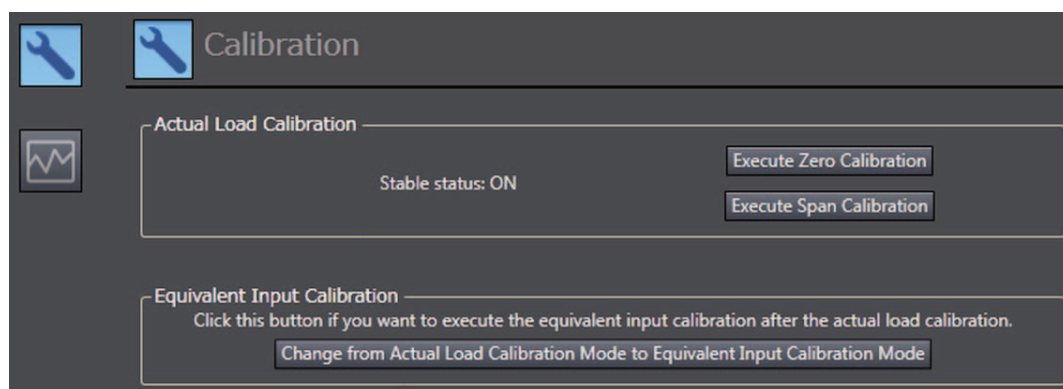 Calibration
Actual Load Calibration
Stable status: ON
Execute Zero Calibration
Execute Span Calibration
Equivalent Input Calibration
Click this button if you want to execute the equivalent input calibration after the actual load calibration.
Change from Actual Load Calibration Mode to Equivalent Input Calibration Mode